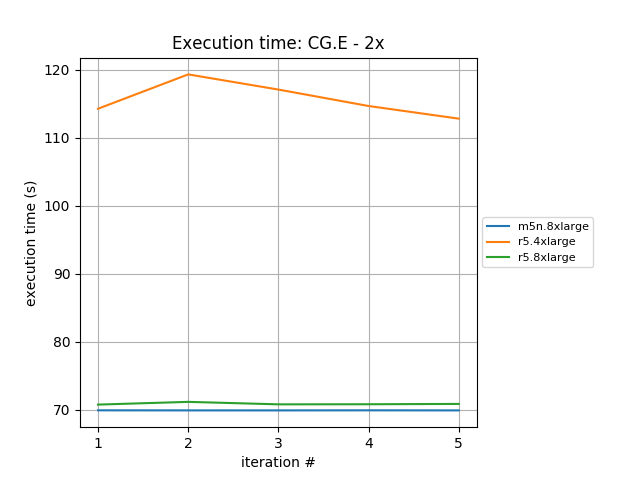 Execution time: CG.E - 2x
120
110
100
90
80
70
execution time (s)
1 2 3 4 5
iteration #
m5n.8xlarge
r5.4xlarge
r5.8xlarge